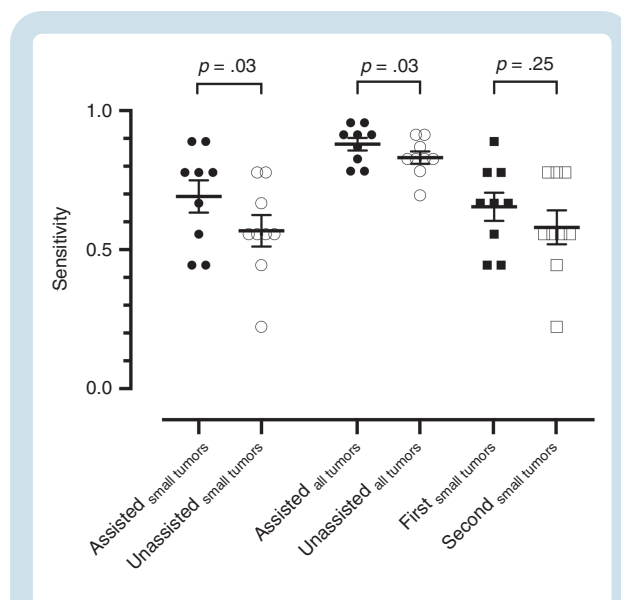 p = .03
p = .03
p = .25
1.0
0.5
0.0
Sensitivity
Assisted small tumors
Unassisted small tumors
Assisted all tumors
Unassisted all tumors
First small tumors
Second small tumors